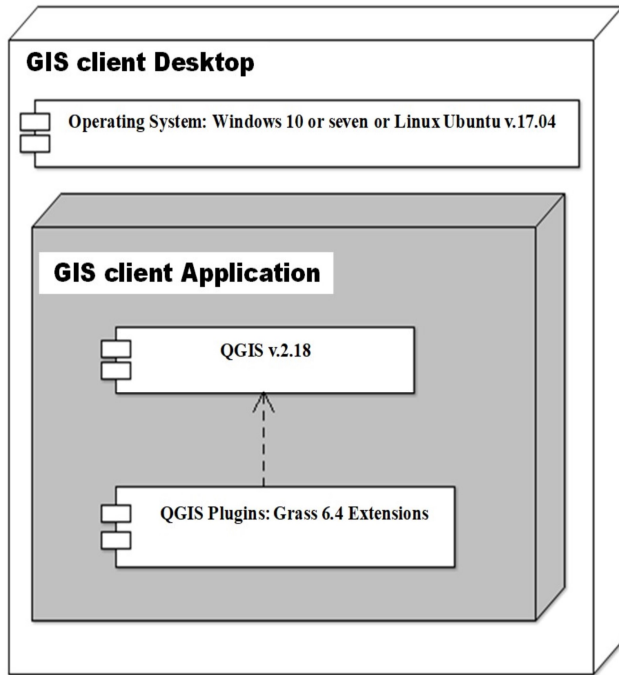 GIS client Desktop
Operating System: Windows 10 or seven or Linux Ubuntu v.17.04
GIS client Application
QGIS v.2.18
QGIS Plugins: Grass 6.4 Extensions